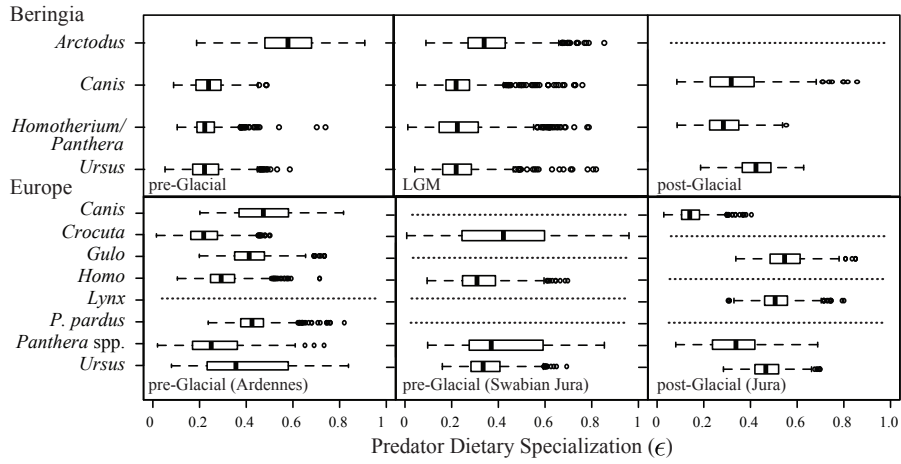 Beringia
Arctodus
Canis
Homotherium/
Panthera
Ursus
pre-Glacial
LGM
post-Glacial
Europe
Canis
Crocuta
Gulo
Homo
Lynx
P. pardus
Panthera spp.
Ursus
pre-Glacial (Ardennes)
pre-Glacial (Swabian Jura)
post-Glacial (Jura)
0 0.2 0.4 0.6 0.8 0 0.2 0.4 0.6 0.8 0 0.2 0.4 0.6 0.8 1.0
Predator Dietary Specialization (ϵ)